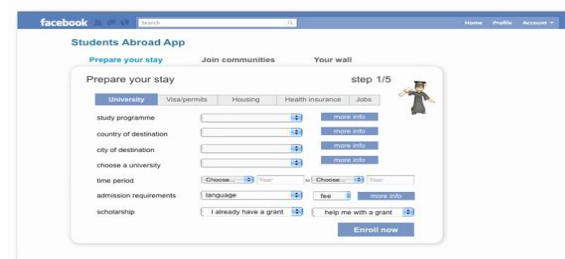 facebook Search Home Profile Account
Students Abroad App
Prepare your stay Join communities Your wall
Prepare your stay step 1/5
University Visa/permits Housing Health insurance Jobs
study programme more info
country of destination more info
city of destination more info
choose a university more info
time period Choose... Year to Choose... Year
admission requirements language fee more info
scholarship I already have a grant help me with a grant
Enroll now